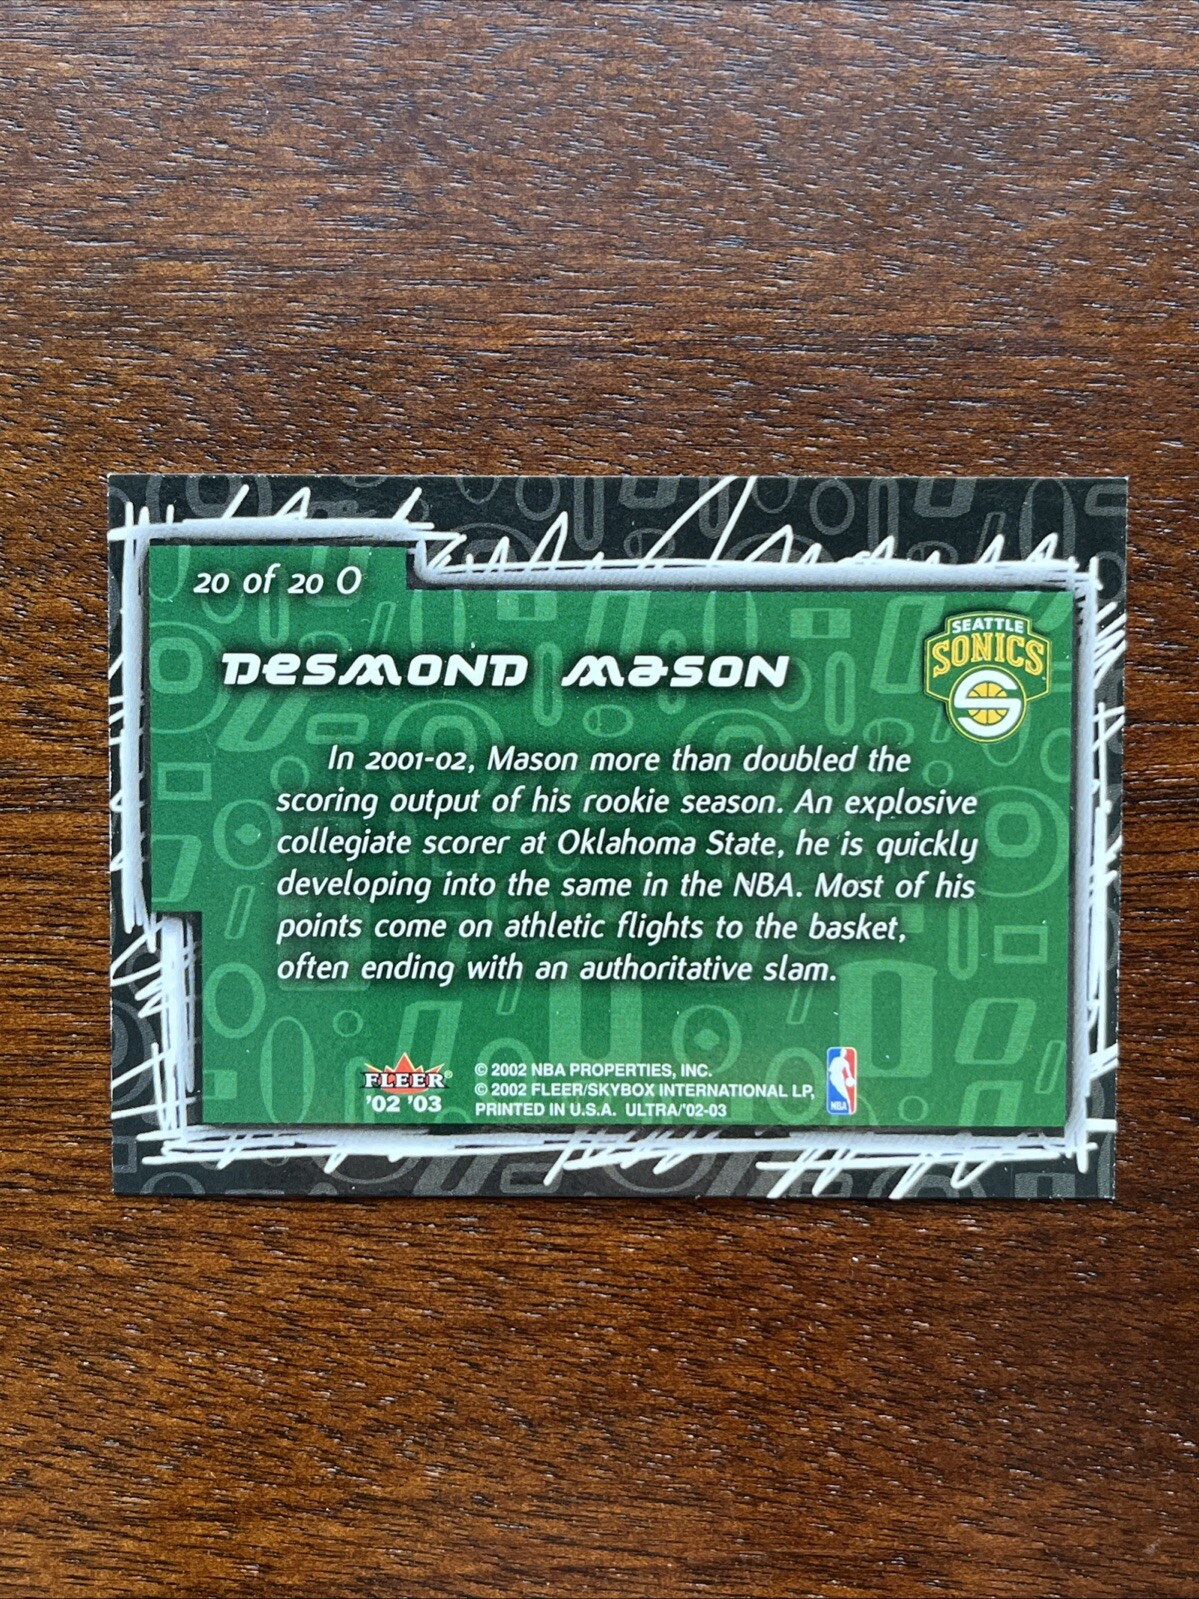 20 of 20 O
DESMOND MASON
SEATTLE
SONICS
In 2001-02, Mason more than doubled the
scoring output of his rookie season. An explosive
collegiate scorer at Oklahoma State, he is quickly
developing into the same in the NBA. Most of his
points come on athletic flights to the basket,
often ending with an authoritative slam.
FLEER®
'02 '03
© 2002 NBA PROPERTIES, INC.
© 2002 FLEER/SKYBOX INTERNATIONAL LP,
PRINTED IN U.S.A. ULTRA/'02-03
NBA